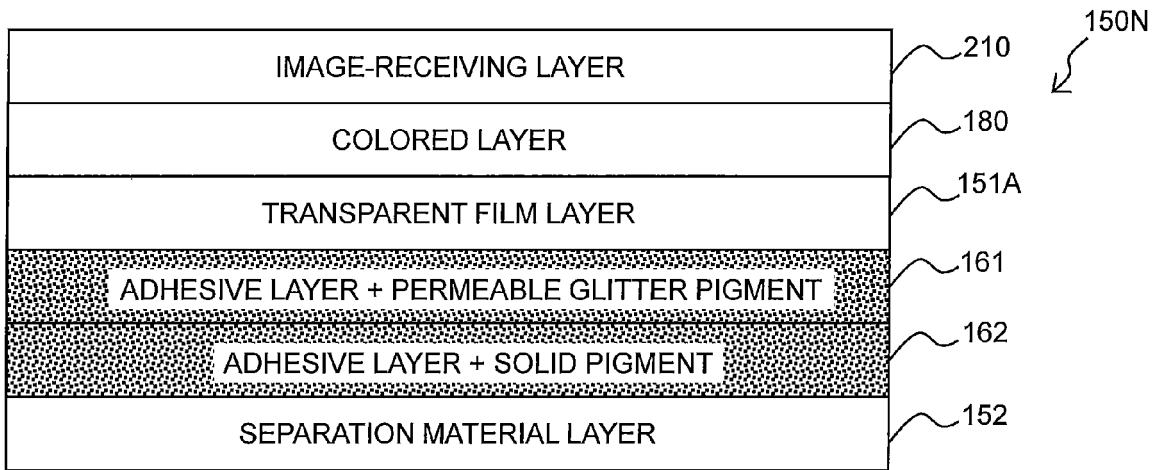 150N
IMAGE-RECEIVING LAYER 210
COLORED LAYER 180
TRANSPARENT FILM LAYER 151A
ADHESIVE LAYER + PERMEABLE GLITTER PIGMENT 161
ADHESIVE LAYER + SOLID PIGMENT 162
SEPARATION MATERIAL LAYER 152